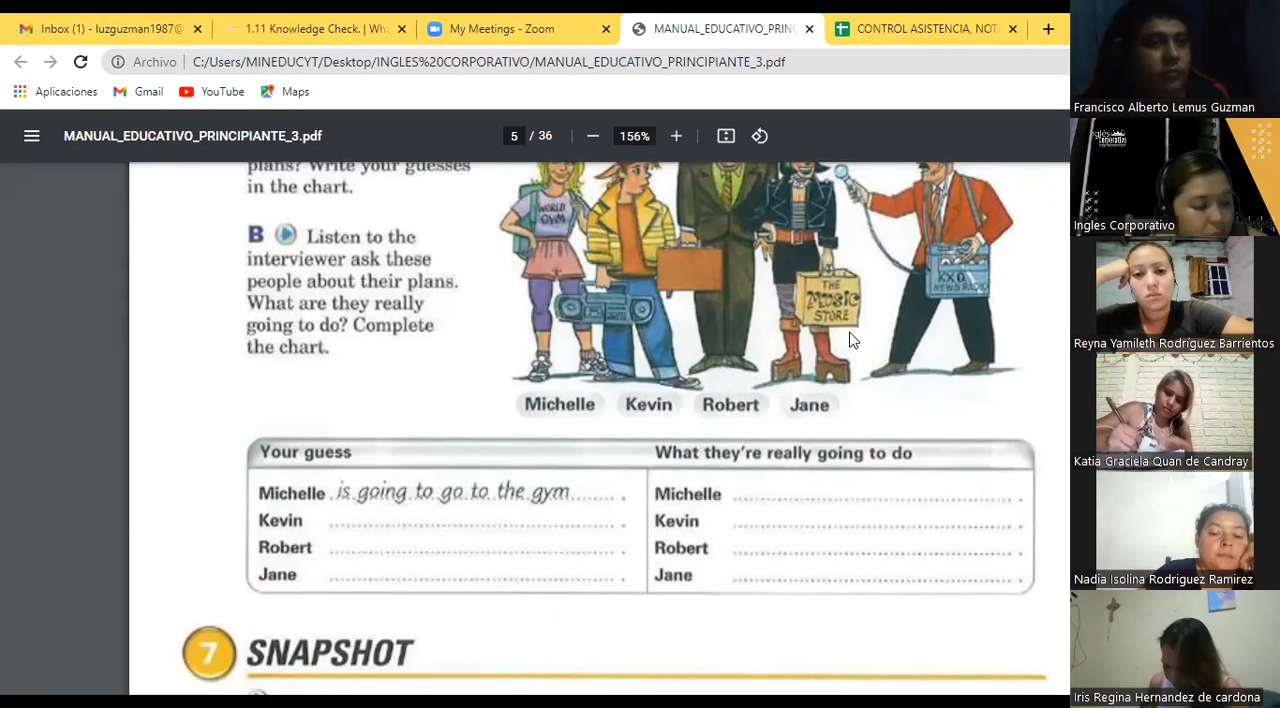 Inbox (1) - luzguzman1987@
1.11 Knowledge Check. | Wha
My Meetings - Zoom
MANUAL_EDUCATIVO_PRINC
CONTROL ASISTENCIA, NOT
Archivo
C:/Users/MINEDUCYT/Desktop/INGLES%20CORPORATIVO/MANUAL_EDUCATIVO_PRINCIPIANTE_3.pdf
Aplicaciones
Gmail
YouTube
Maps
MANUAL_EDUCATIVO_PRINCIPIANTE_3.pdf
5 / 36
156%
plans? Write your guesses
in the chart.
B Listen to the
interviewer ask these
people about their plans.
What are they really
going to do? Complete
the chart.
WORLD
GYM
THE
Music
STORE
KXQ
NEWS RADIO
Michelle
Kevin
Robert
Jane
Your guess
Michelle is going to go to the gym.
Kevin
Robert
Jane
What they're really going to do
Michelle
Kevin
Robert
Jane
7 SNAPSHOT
Francisco Alberto Lemus Guzman
Inglés
Corporativo
Ingles Corporativo
Reyna Yamileth Rodríguez Barrientos
Katia Graciela Quan de Candray
Nadia Isolina Rodriguez Ramirez
Iris Regina Hernandez de cardona